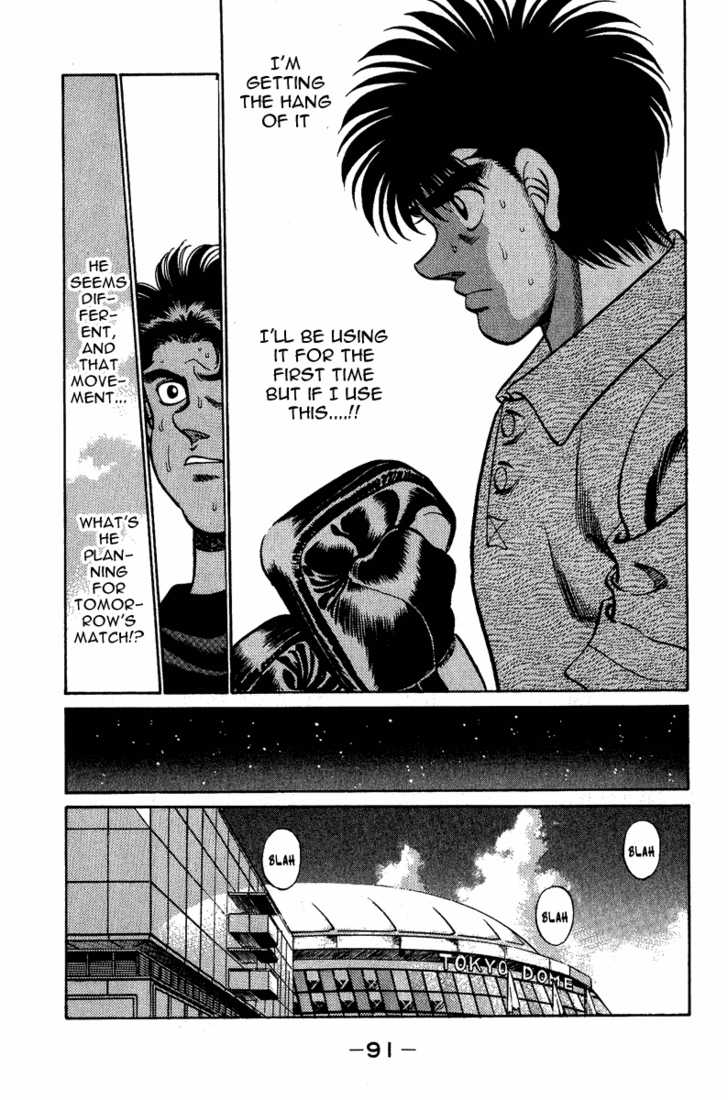 I'M
GETTING
THE HANG
OF IT
I'LL BE USING
IT FOR THE
FIRST TIME
BUT IF I USE
THIS....!!
HE
SEEMS
DIF-
FER-
ENT,
AND
THAT
MOVE-
MENT...
WHAT'S
HE
PLAN-
NING
FOR
TOMOR-
ROW'S
MATCH!?
BLAH
BLAH
BLAH
TOKYO DOME
-91-